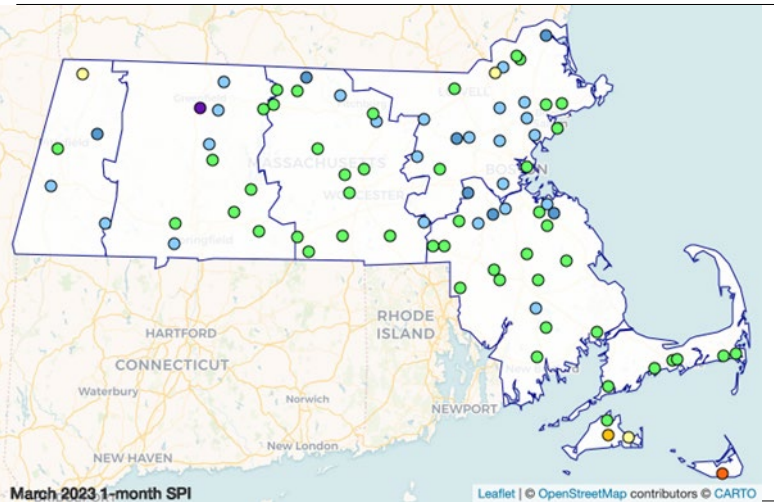 LOWELL
MASSACHUSETTS
WORCESTER
BOSTON
Springfield
HARTFORD
RHODE
ISLAND
CONNECTICUT
Waterbury
Norwich
NEWPORT
New London
NEW HAVEN
March 2023 1-month SPI
Leaflet | © OpenStreetMap contributors © CARTO